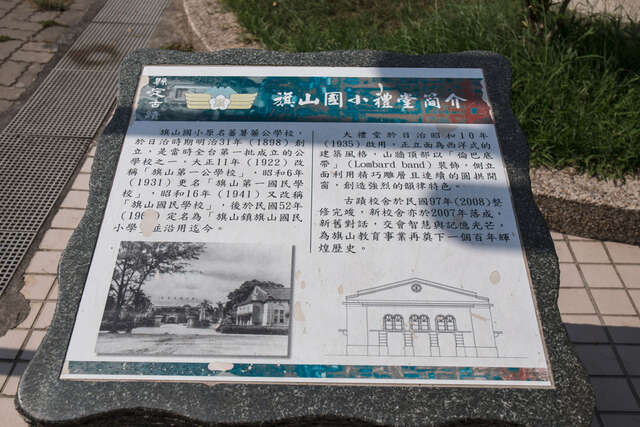 縣定古蹟
旗山國小禮堂簡介
旗山國小原名蕃薯藔公學校，
於日治時期明治31年（1898）創
立，是當時全台第一批成立的公
學校之一，大正11年（1922）改
稱「旗山第一公學校」，昭和6年
（1931）更名「旗山第一國民學
校」，昭和16年（1941）又改稱
「旗山國民學校」，後於民國52年
定名為「旗山鎮旗山國民
小學」，沿用迄今。
大禮堂於日治昭和10年
（1935）啟用，正立面為西洋式的
建築風格，山牆頂部以「倫巴底
帶」（Lombard band）裝飾，側立
面利用精巧雕層且連續的圓拱開
窗，創造強烈的韻律特色。
古蹟校舍於民國97年(2008)整
修完竣，新校舍亦於2007年落成，
新舊對話，交會智慧與記憶光芒，
為旗山教育事業再奠下一個百年輝
煌歷史。